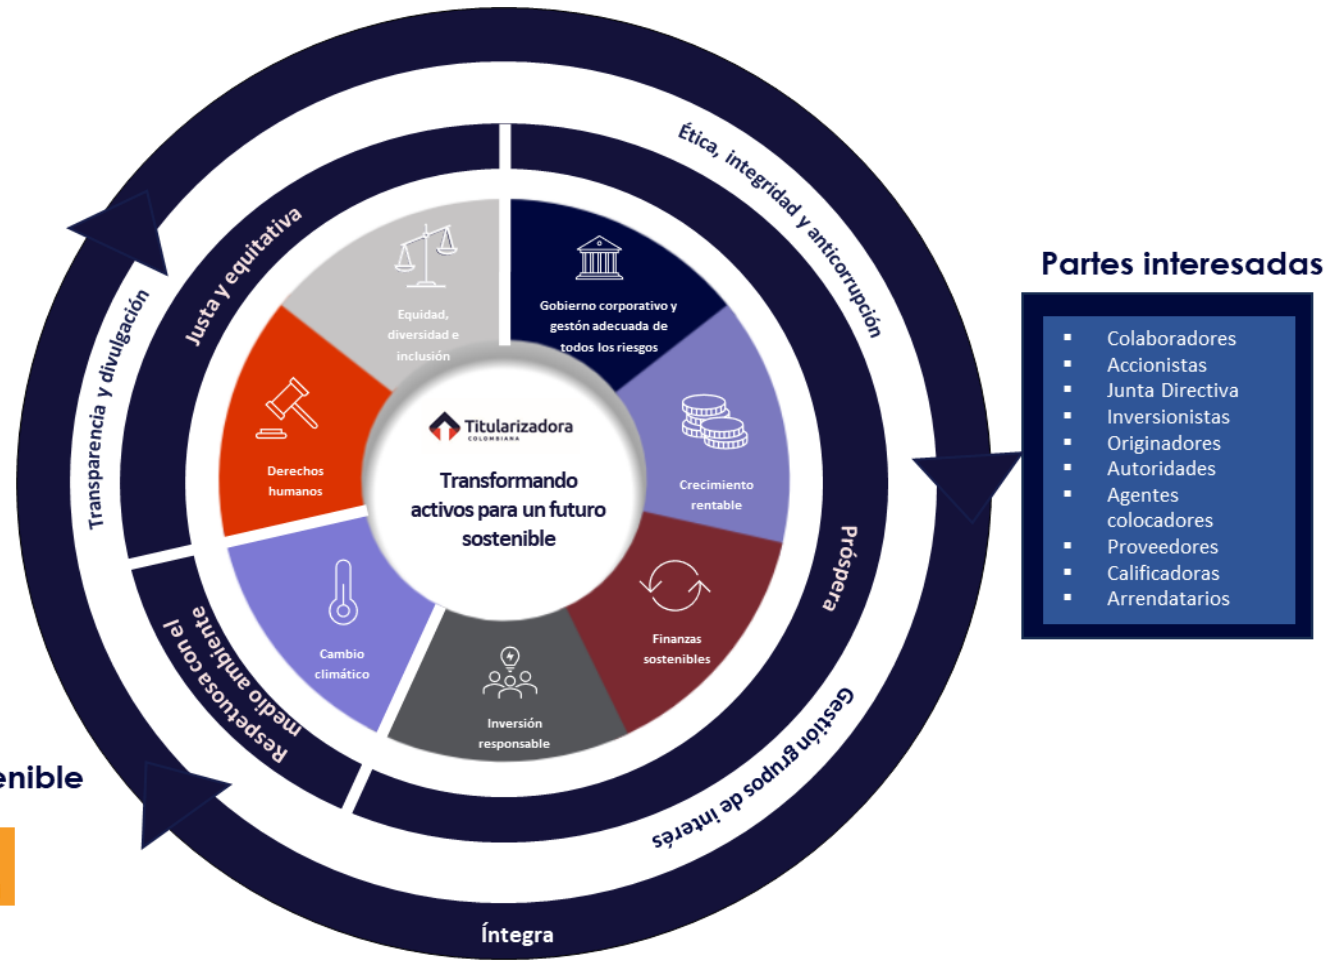 Ética, integridad y anticorrupción
Transparencia y divulgación
Gestión grupos de interés
Íntegra
Justa y equitativa
Próspera
Respetuosa con el
medio ambiente
Equidad,
diversidad e
inclusión
Gobierno corporativo y
gestón adecuada de
todos los riesgos
Derechos
humanos
Crecimiento
rentable
Cambio
climático
Finanzas
sostenibles
Inversión
responsable
Titularizadora
COLOMBIANA
Transformando
activos para un futuro
sostenible
Partes interesadas
▪ Colaboradores
▪ Accionistas
▪ Junta Directiva
▪ Inversionistas
▪ Originadores
▪ Autoridades
▪ Agentes
colocadores
▪ Proveedores
▪ Calificadoras
▪ Arrendatarios
enible